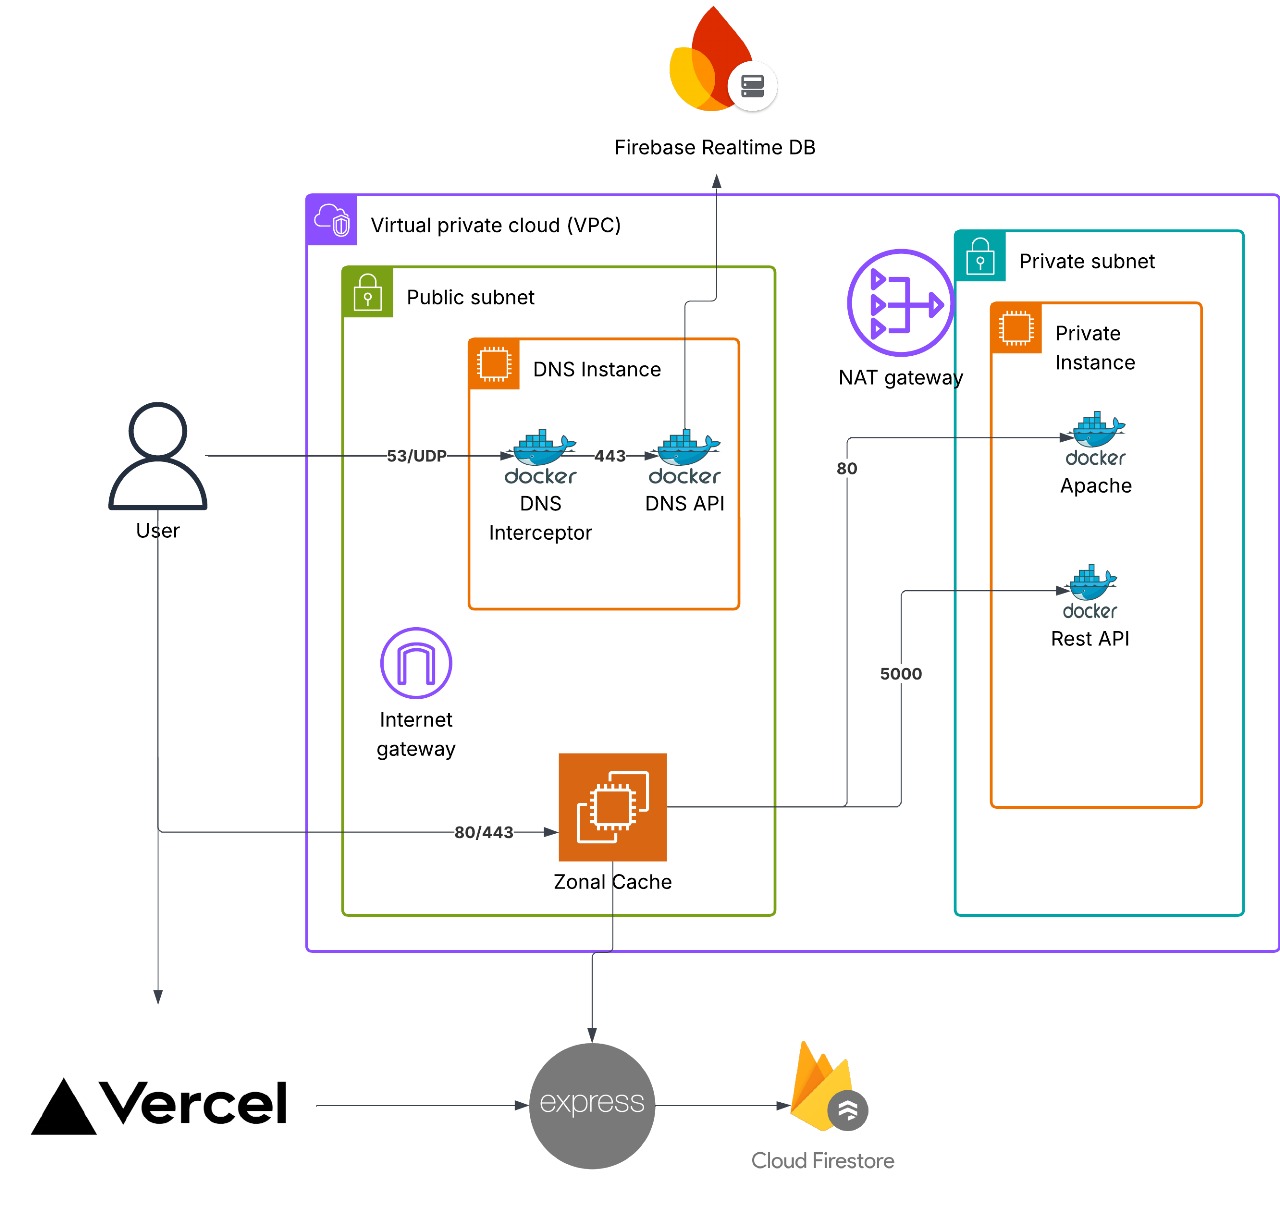 Firebase Realtime DB
Virtual private cloud (VPC)
Public subnet
DNS Instance
53/UDP
docker
DNS
Interceptor
443
docker
DNS API
NAT gateway
Private subnet
Private
Instance
docker
Apache
80
docker
Rest API
5000
User
Internet
gateway
80/443
Zonal Cache
Vercel
express
Cloud Firestore